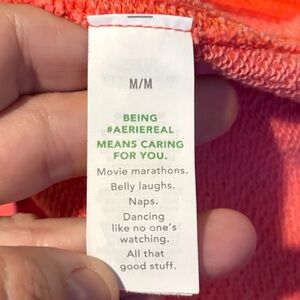 M/M
BEING
#AERIEREAL
MEANS CARING
FOR YOU.
Movie marathons.
Belly laughs.
Naps.
Dancing
like no one's
watching.
All that
good stuff.